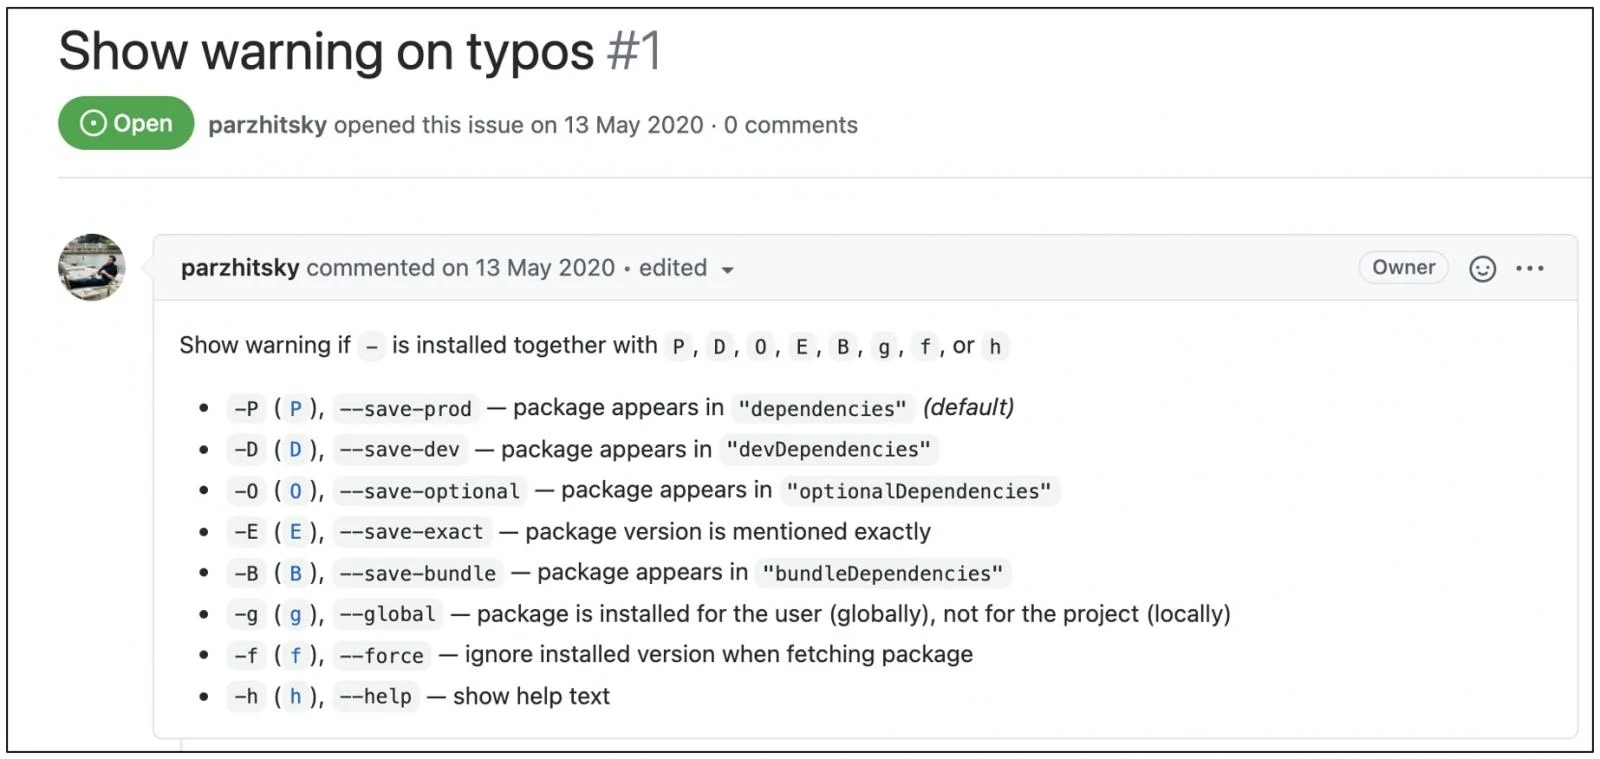 Show warning on typos #1
Open parzhitsky opened this issue on 13 May 2020 · 0 comments
parzhitsky commented on 13 May 2020 • edited Owner
Show warning if - is installed together with P, D, O, E, B, g, f, or h
• -P (P), --save-prod — package appears in "dependencies" (default)
• -D (D), --save-dev — package appears in "devDependencies"
• -O (O), --save-optional — package appears in "optionalDependencies"
• -E (E), --save-exact — package version is mentioned exactly
• -B (B), --save-bundle — package appears in "bundleDependencies"
• -g (g), --global — package is installed for the user (globally), not for the project (locally)
• -f (f), --force — ignore installed version when fetching package
• -h (h), --help — show help text